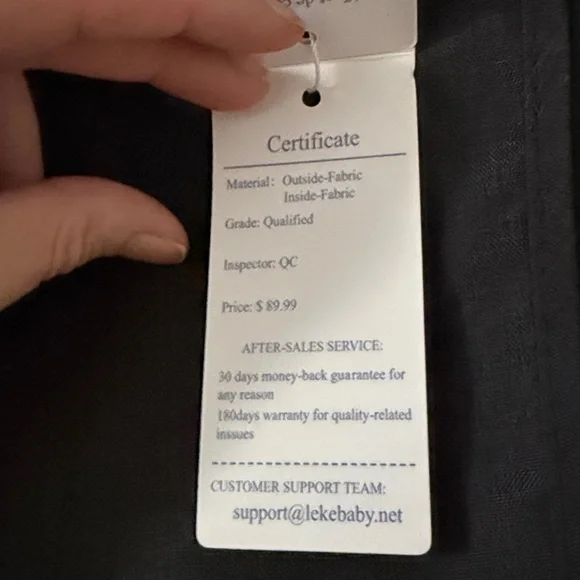 Certificate
Material: Outside-Fabric
Inside-Fabric
Grade: Qualified
Inspector: QC
Price: $ 89.99
AFTER-SALES SERVICE:
30 days money-back guarantee for
any reason
180days warranty for quality-related
inssues
CUSTOMER SUPPORT TEAM:
support@lekebaby.net